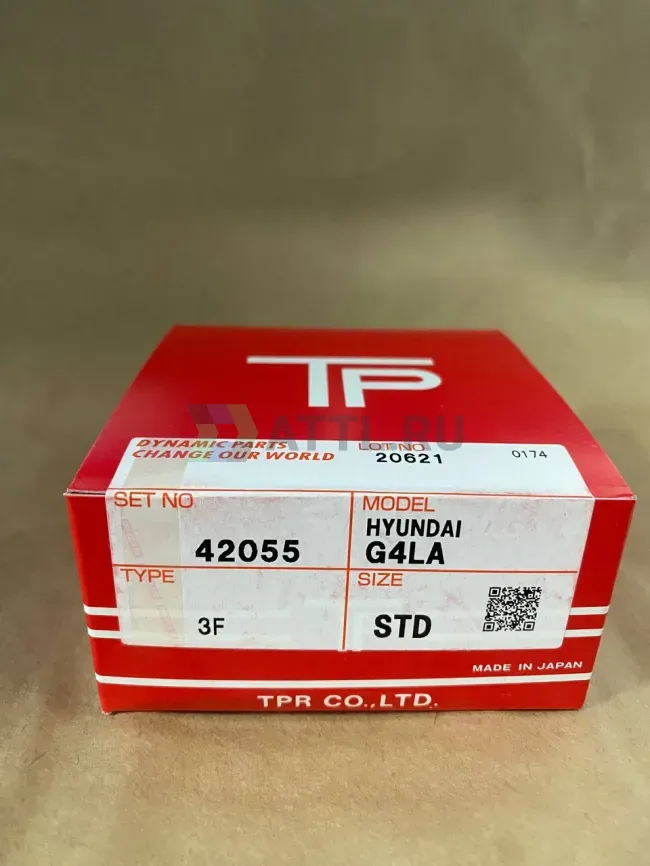 TP
ATTI.RU
DYNAMIC PARTS
CHANGE OUR WORLD
LOT NO
20621
0174
SET NO
42055
MODEL
HYUNDAI
G4LA
TYPE
3F
SIZE
STD
MADE IN JAPAN
TPR CO.,LTD.